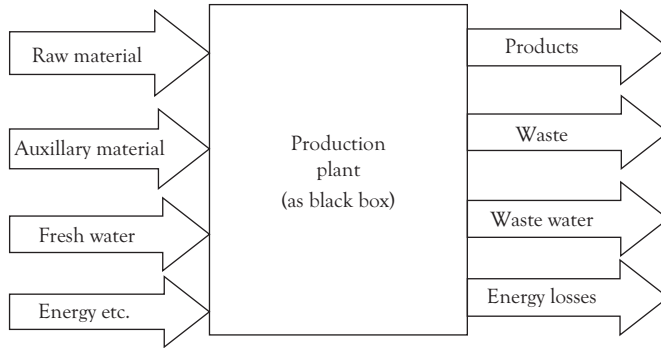 Raw material
Auxillary material
Fresh water
Energy etc.
Production
plant
(as black box)
Products
Waste
Waste water
Energy losses